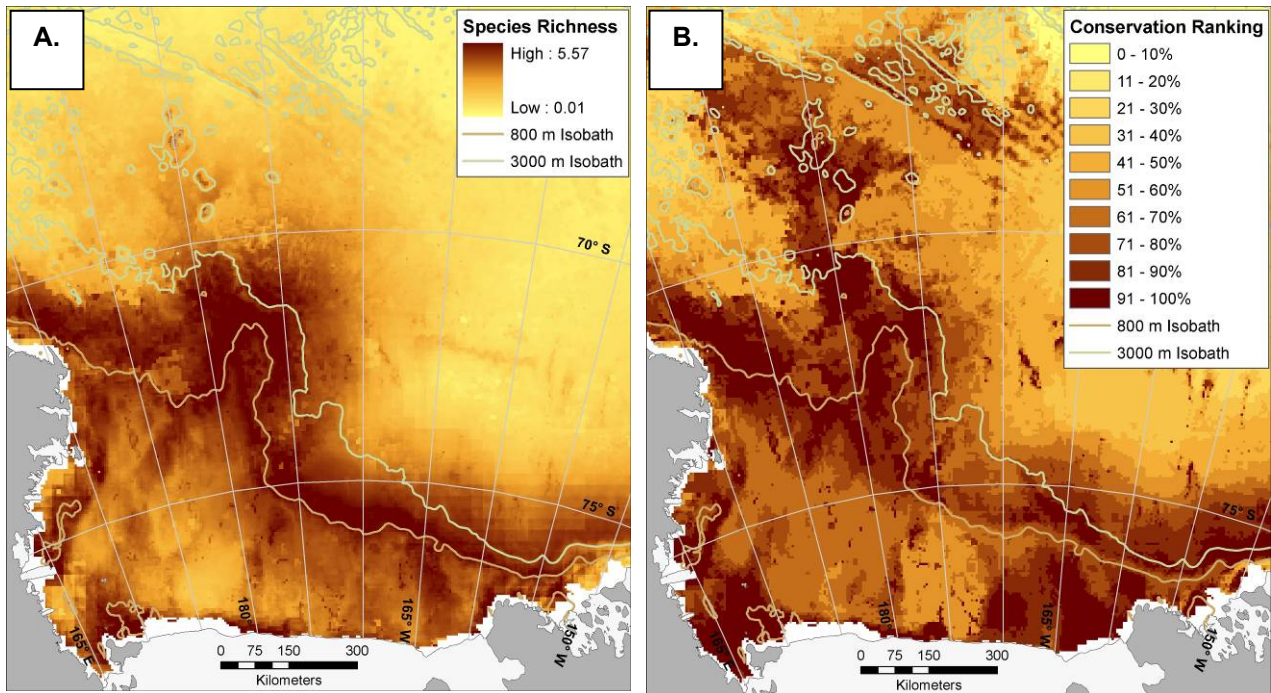 A.
Species Richness
High : 5.57
Low : 0.01
800 m Isobath
3000 m Isobath
70° S
75° S
180°
165° W
165° E
150° W
0 75 150 300
Kilometers
B.
Conservation Ranking
0 - 10%
11 - 20%
21 - 30%
31 - 40%
41 - 50%
51 - 60%
61 - 70%
71 - 80%
81 - 90%
91 - 100%
800 m Isobath
3000 m Isobath
70° S
75° S
180°
165° W
165° E
150° W
0 75 150 300
Kilometers